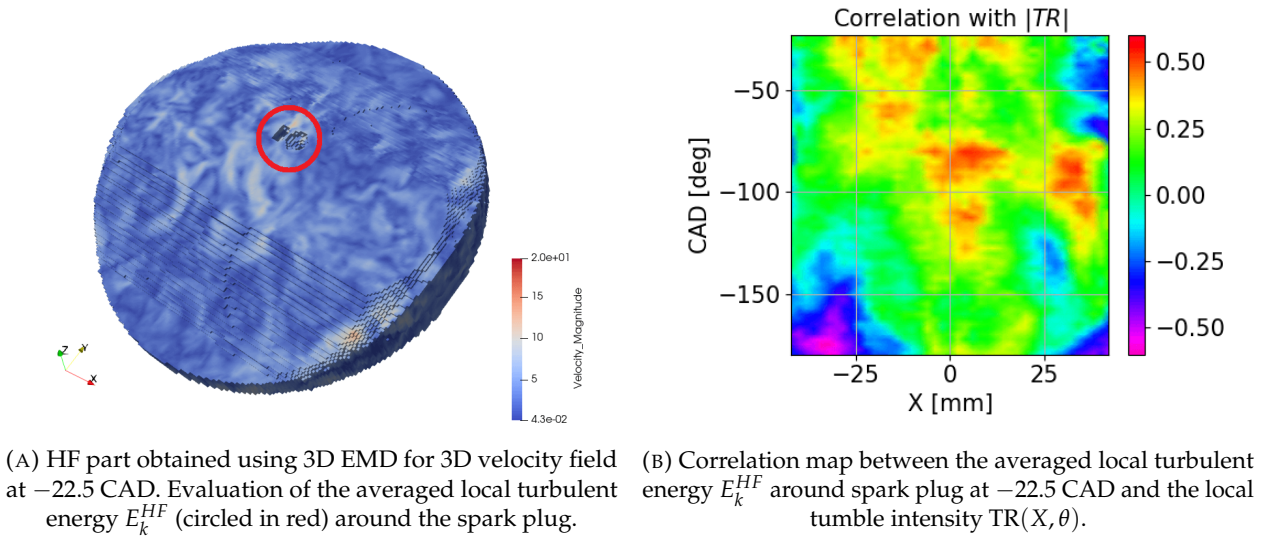 Correlation with |TR|
0.50
0.25
0.00
−0.25
−0.50
−50
−100
−150
CAD [deg]
−25 0 25
X [mm]
2.0e+01
15
10
5
4.3e-02
Velocity_Magnitude
Z Y
X
(A) HF part obtained using 3D EMD for 3D velocity field
at −22.5 CAD. Evaluation of the averaged local turbulent
energy E_k^{HF} (circled in red) around the spark plug.
(B) Correlation map between the averaged local turbulent
energy E_k^{HF} around spark plug at −22.5 CAD and the local
tumble intensity TR(X, θ).